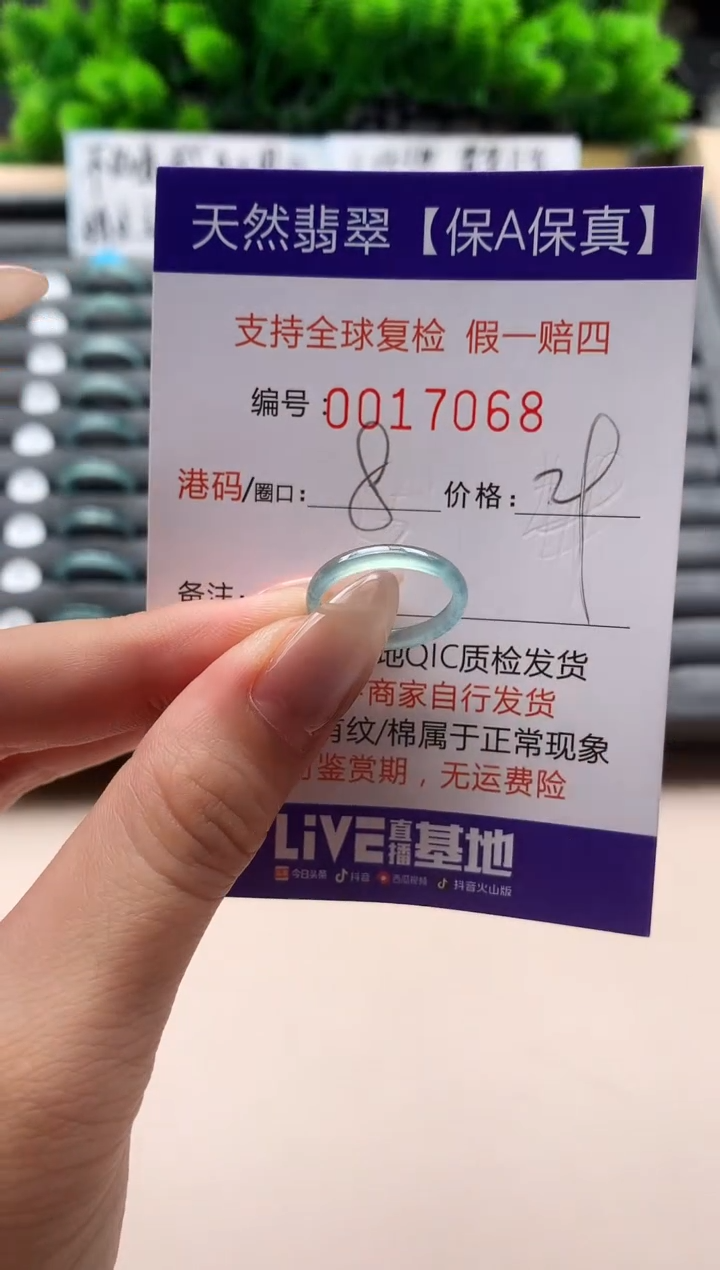 天然翡翠【保A保真】
支持全球复检 假一赔四
编号：0017068
港码/圈口： 8 价格：
备注：
地QIC质检发货
商家自行发货
有纹/棉属于正常现象
鉴赏期，无运费险
LiVE直播基地
今日头条 抖音 西瓜视频 抖音火山版